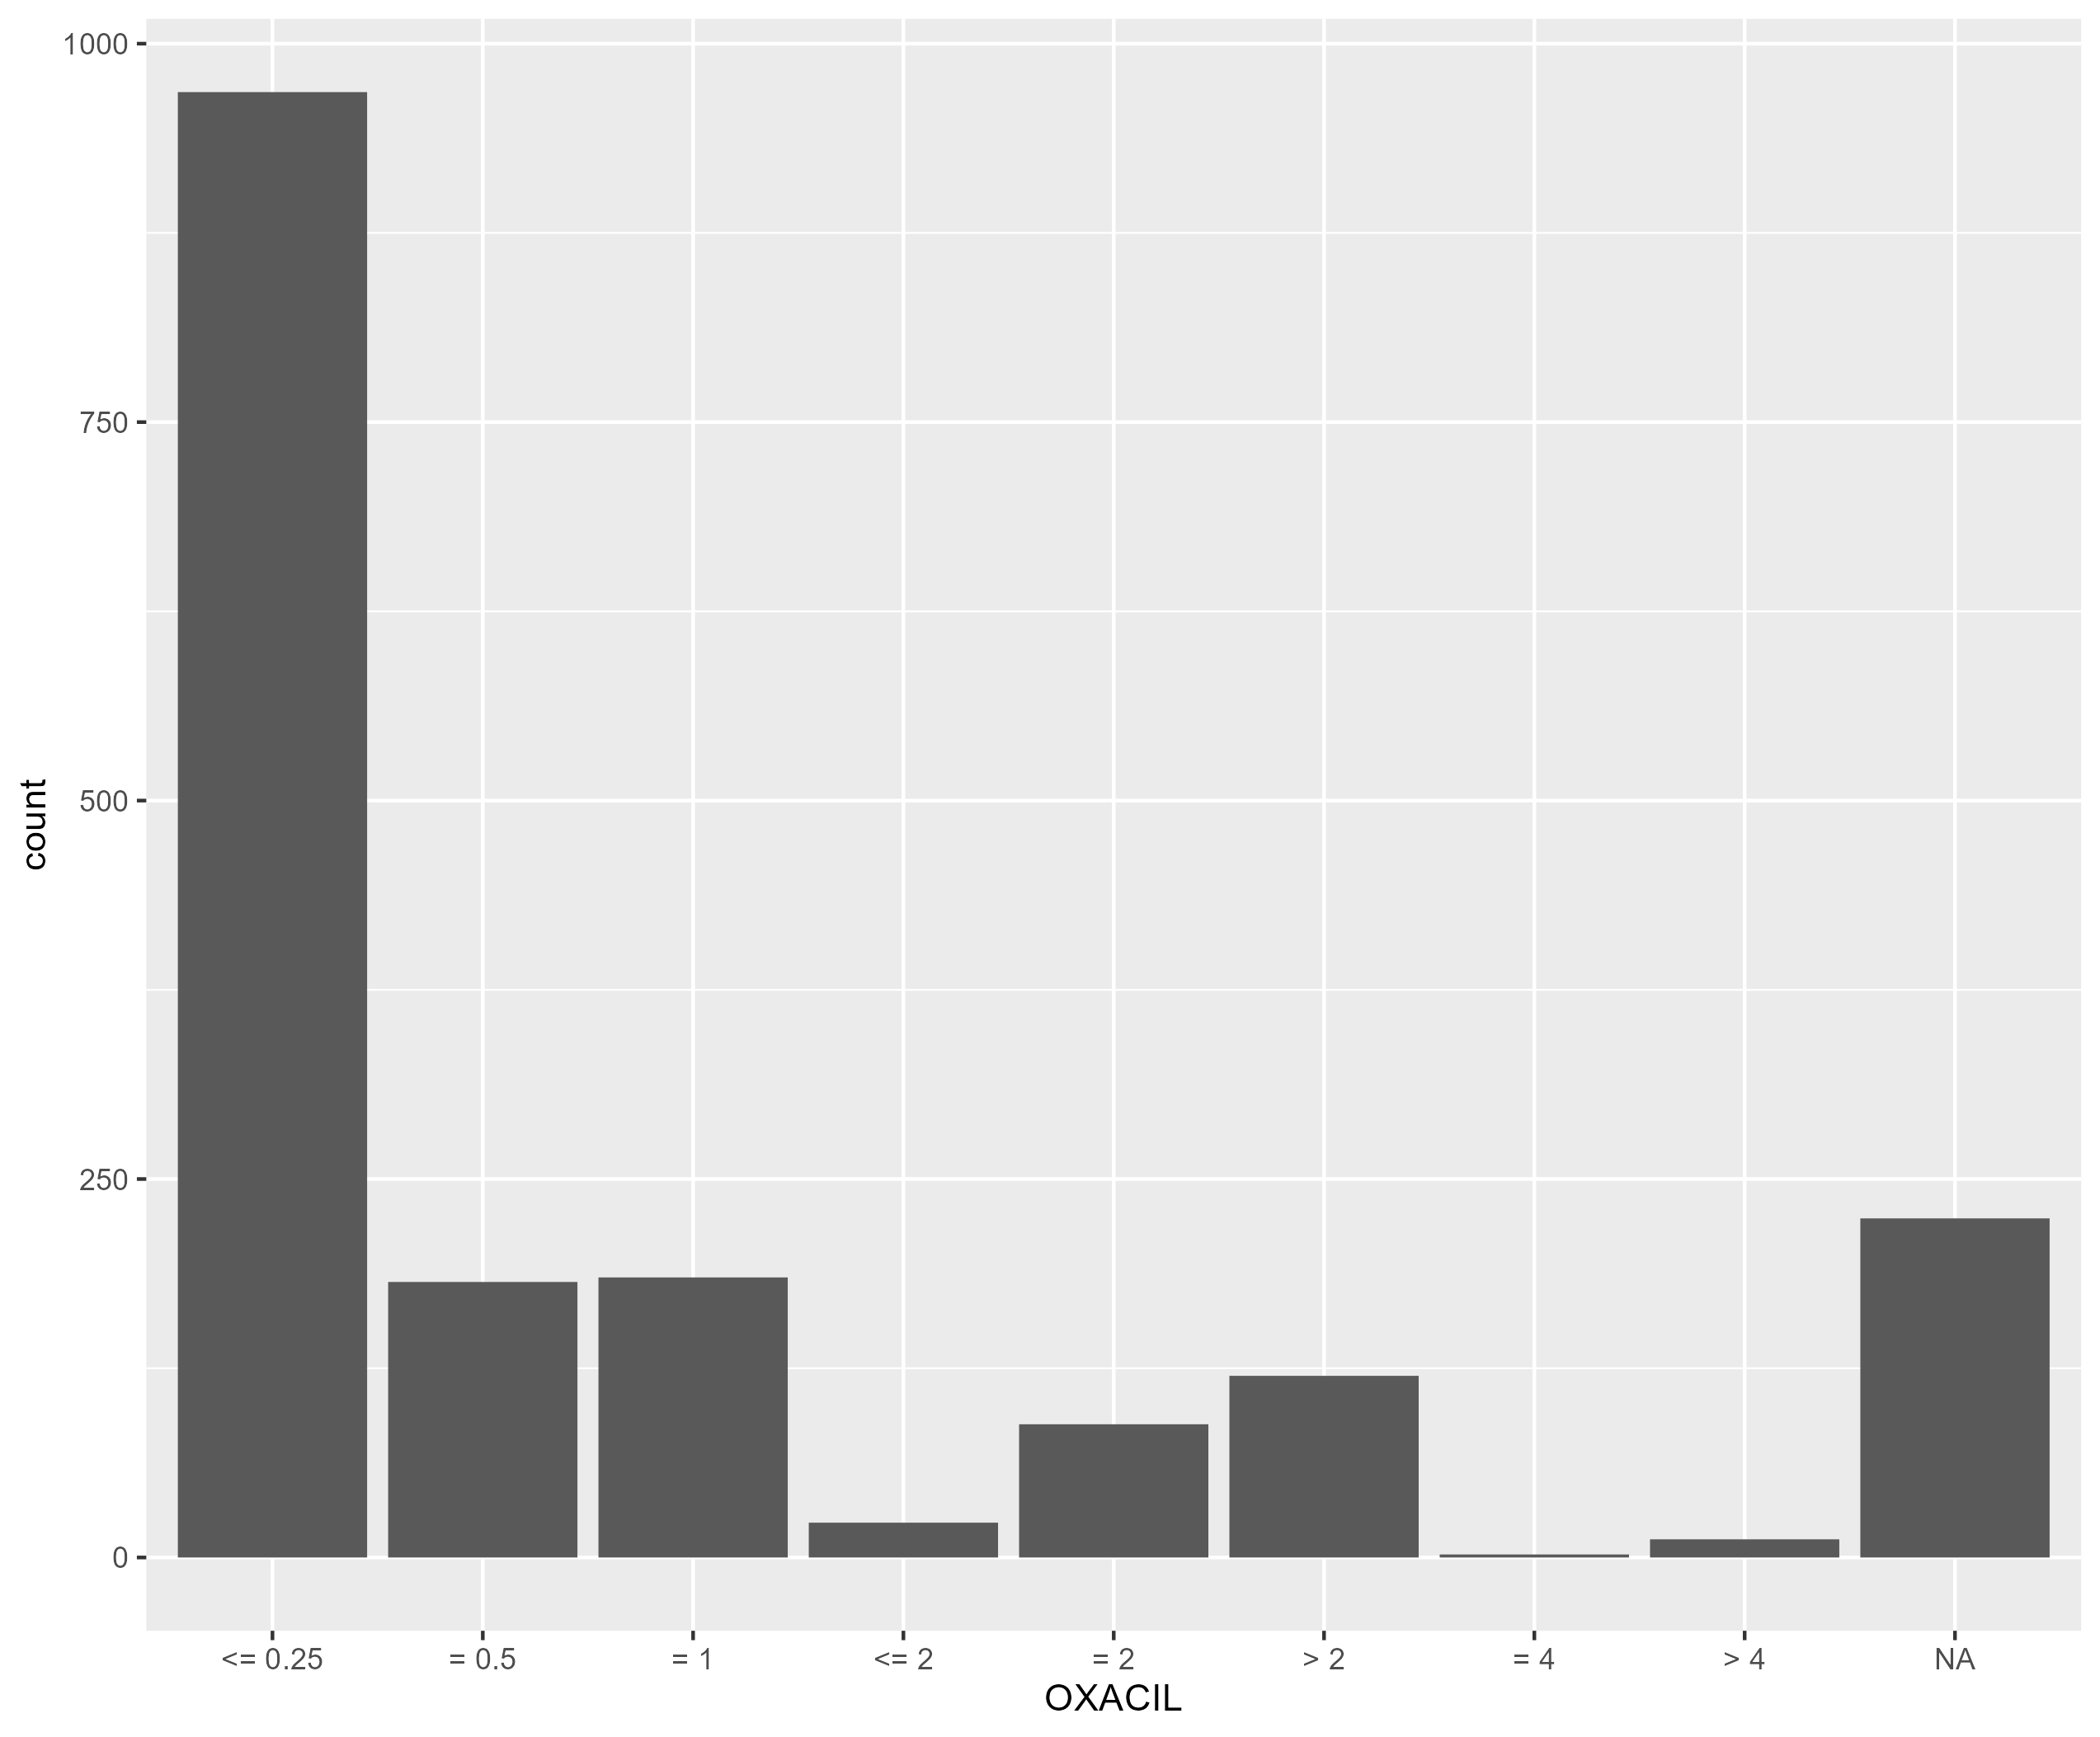 1000
750
500
250
0
count
<= 0.25 = 0.5 = 1 <= 2 = 2 > 2 = 4 > 4 NA
OXACIL